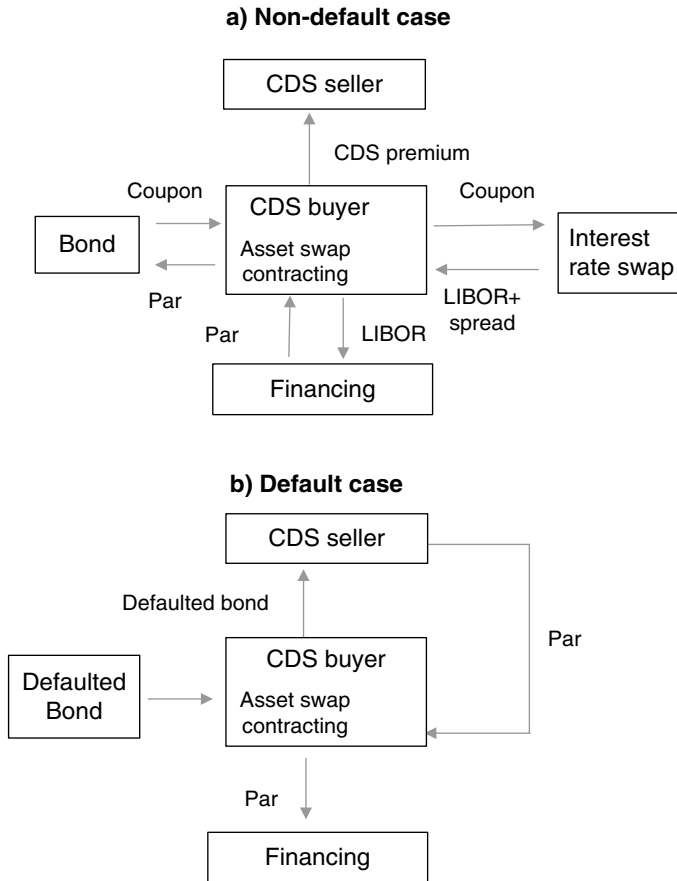 a) Non-default case
CDS seller
CDS premium
Coupon
Coupon
CDS buyer
Bond
Asset swap
contracting
Interest
rate swap
Par
LIBOR+
spread
Par
LIBOR
Financing
b) Default case
CDS seller
Defaulted bond
Par
CDS buyer
Defaulted
Bond
Asset swap
contracting
Par
Financing